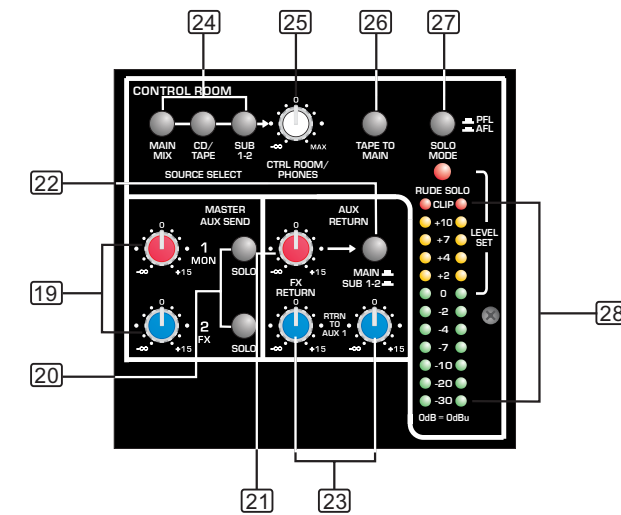 24 25 26 27
CONTROL ROOM
0
MAIN MIX
CD/ TAPE
SUB 1-2
-∞ MAX
TAPE TO MAIN
SOLO MODE
PFL
AFL
SOURCE SELECT
CTRL ROOM/ PHONES
22
RUDE SOLO
CLIP
+10
+7
+4
+2
0
-2
-4
-7
-10
-20
-30
0dB = 0dBu
LEVEL SET
28
MASTER AUX SEND
0
1 MON
-∞ +15
SOLO
19
0
2 FX
-∞ +15
SOLO
20
AUX RETURN
0
-∞ +15
MAIN
SUB 1-2
FX RETURN
0
RTRN TO AUX 1
0
-∞ +15
-∞ +15
21
23